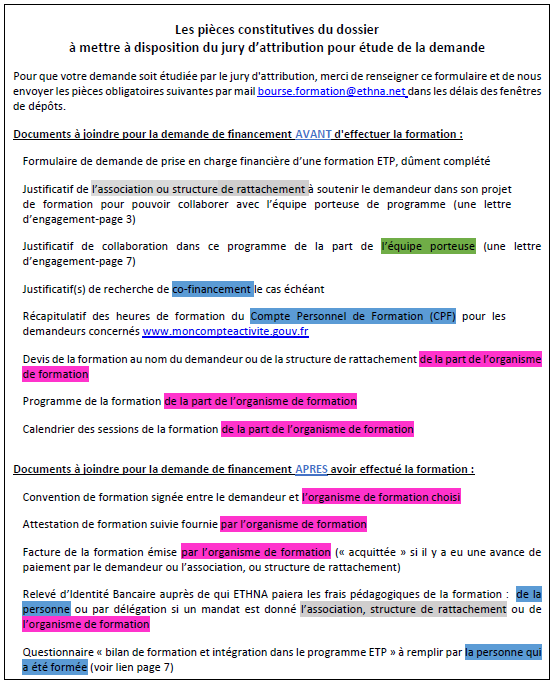 Les pièces constitutives du dossier
à mettre à disposition du jury d’attribution pour étude de la demande
Pour que votre demande soit étudiée par le jury d'attribution, merci de renseigner ce formulaire et de nous
envoyer les pièces obligatoires suivantes par mail bourse.formation@ethna.net dans les délais des fenêtres
de dépôts.
Documents à joindre pour la demande de financement AVANT d'effectuer la formation :
Formulaire de demande de prise en charge financière d’une formation ETP, dûment complété
Justificatif de l’association ou structure de rattachement à soutenir le demandeur dans son projet
de formation pour pouvoir collaborer avec l’équipe porteuse de programme (une lettre
d’engagement-page 3)
Justificatif de collaboration dans ce programme de la part de l’équipe porteuse (une lettre
d’engagement-page 7)
Justificatif(s) de recherche de co-financement le cas échéant
Récapitulatif des heures de formation du Compte Personnel de Formation (CPF) pour les
demandeurs concernés www.moncompteactivite.gouv.fr
Devis de la formation au nom du demandeur ou de la structure de rattachement de la part de l’organisme
de formation
Programme de la formation de la part de l’organisme de formation
Calendrier des sessions de la formation de la part de l’organisme de formation
Documents à joindre pour la demande de financement APRES avoir effectué la formation :
Convention de formation signée entre le demandeur et l’organisme de formation choisi
Attestation de formation suivie fournie par l’organisme de formation
Facture de la formation émise par l’organisme de formation (« acquittée » si il y a eu une avance de
paiement par le demandeur ou l’association, ou structure de rattachement)
Relevé d’Identité Bancaire auprès de qui ETHNA paiera les frais pédagogiques de la formation : de la
personne ou par délégation si un mandat est donné l’association, structure de rattachement ou de
l’organisme de formation
Questionnaire « bilan de formation et intégration dans le programme ETP » à remplir par la personne qui
a été formée (voir lien page 7)